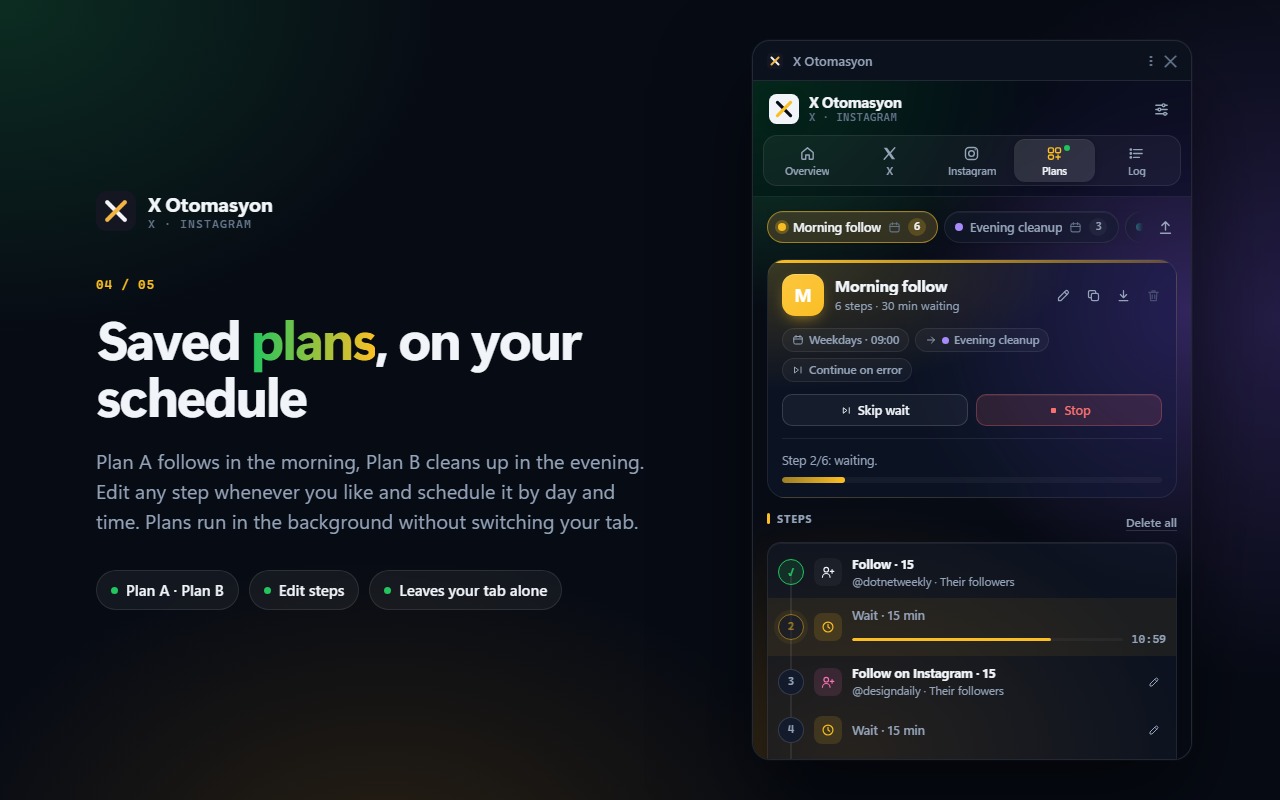 X Otomasyon
X · INSTAGRAM
04 / 05
Saved plans, on your
schedule
Plan A follows in the morning, Plan B cleans up in the evening.
Edit any step whenever you like and schedule it by day and
time. Plans run in the background without switching your tab.
Plan A · Plan B
Edit steps
Leaves your tab alone
X Otomasyon
X Otomasyon
X · INSTAGRAM
Overview
X
Instagram
Plans
Log
Morning follow 6
Evening cleanup 3
M
Morning follow
6 steps · 30 min waiting
Weekdays · 09:00
→ Evening cleanup
Continue on error
Skip wait
Stop
Step 2/6: waiting.
STEPS
Delete all
Follow · 15
@dotnetweekly · Their followers
2
Wait · 15 min
10:59
3
Follow on Instagram · 15
@designdaily · Their followers
4
Wait · 15 min